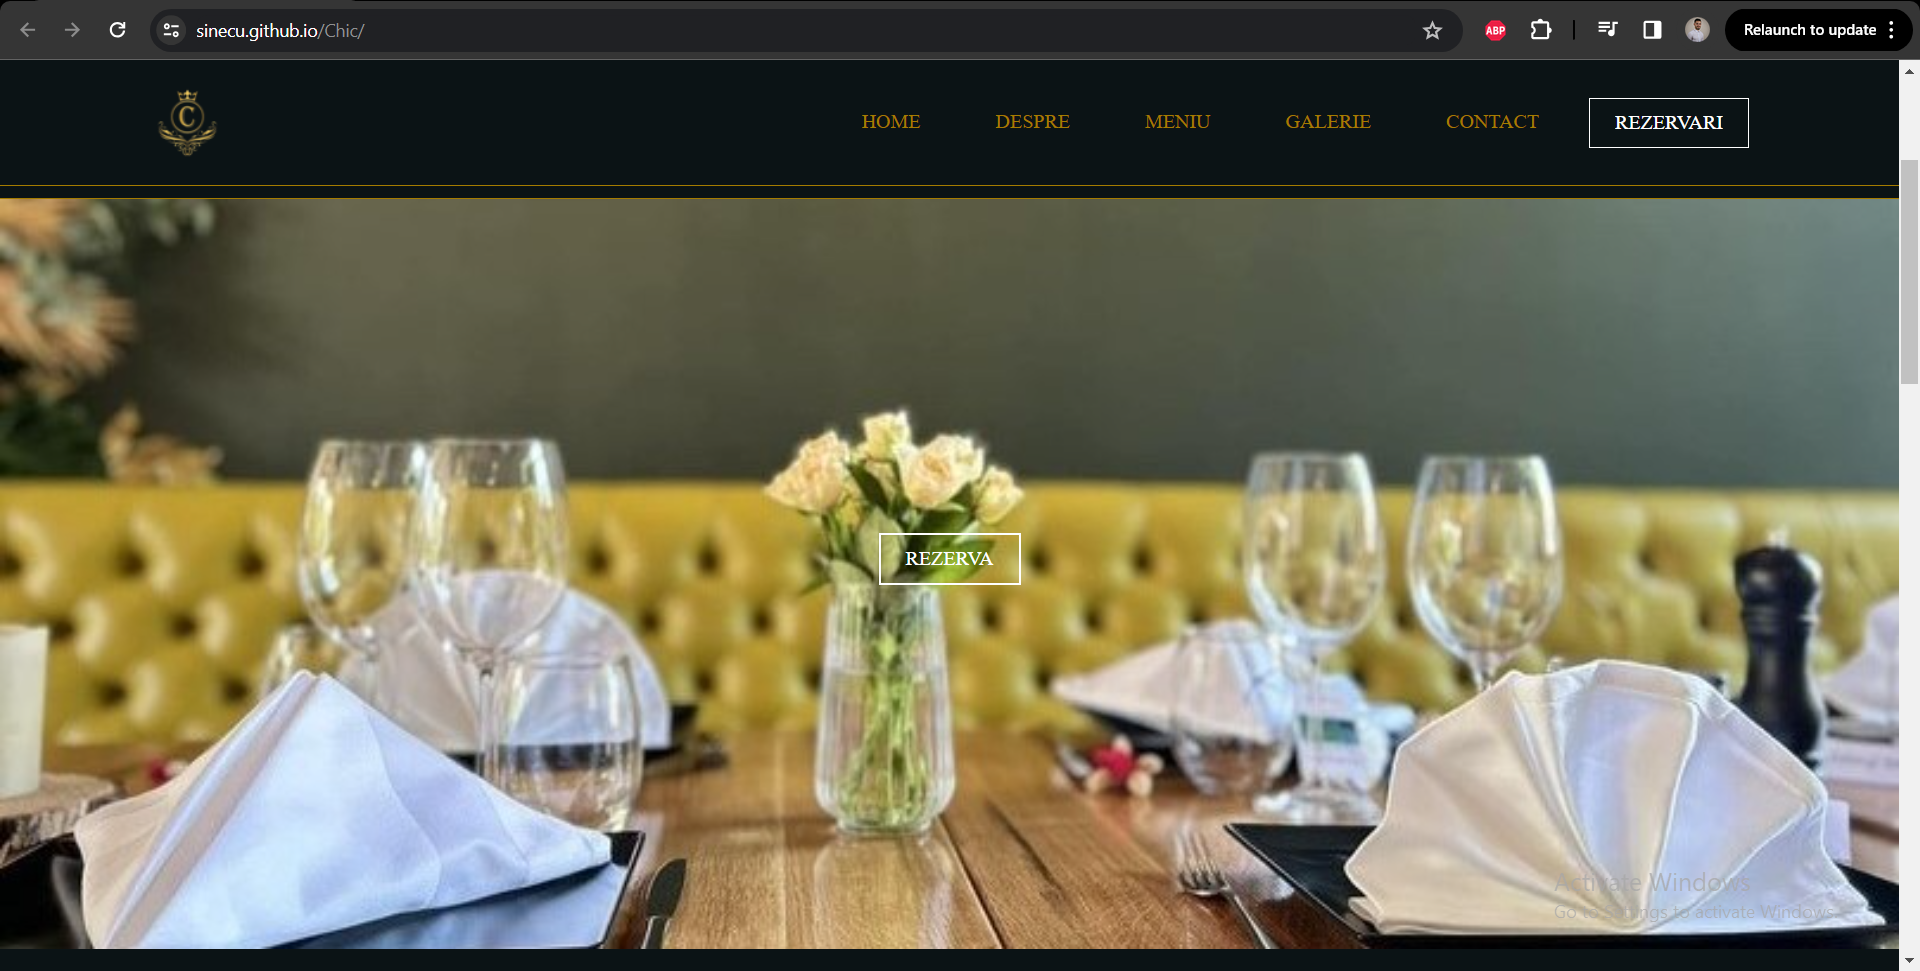 sinecu.github.io/Chic/
ABP
Relaunch to update
C
HOME
DESPRE
MENIU
GALERIE
CONTACT
REZERVARI
REZERVA
Activate Windows
Go to Settings to activate Windows.